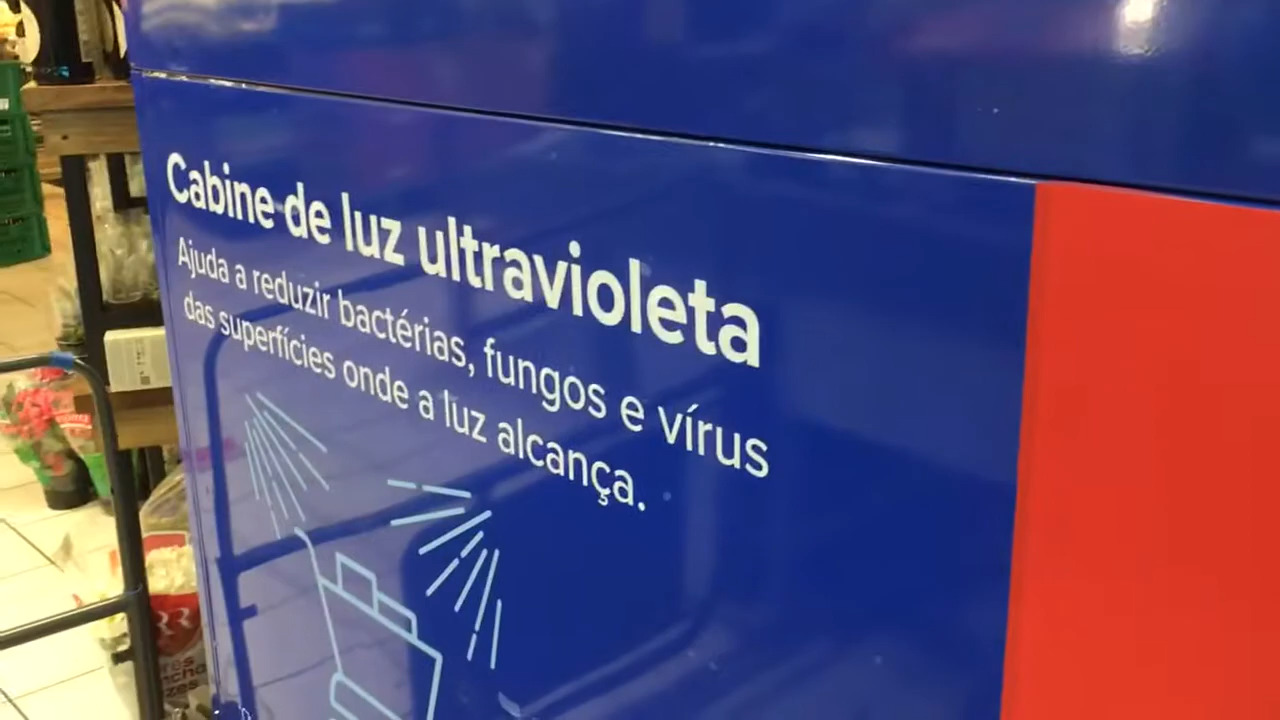 Cabine de luz ultravioleta
Ajuda a reduzir bactérias, fungos e vírus
das superfícies onde a luz alcança.